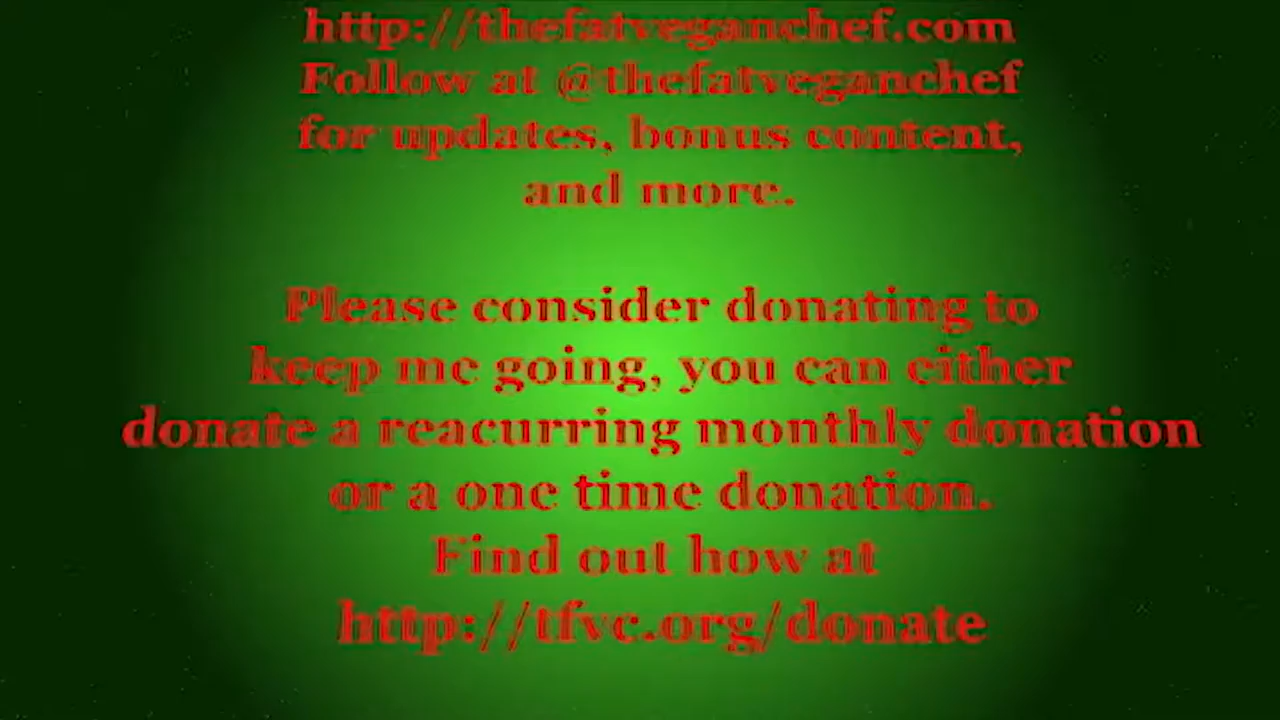 http://thefatveganchef.com
Follow at @thefatveganchef
for updates, bonus content,
and more.
Please consider donating to
keep me going, you can either
donate a reacurring monthly donation
or a one time donation.
Find out how at
http://tfvc.org/donate